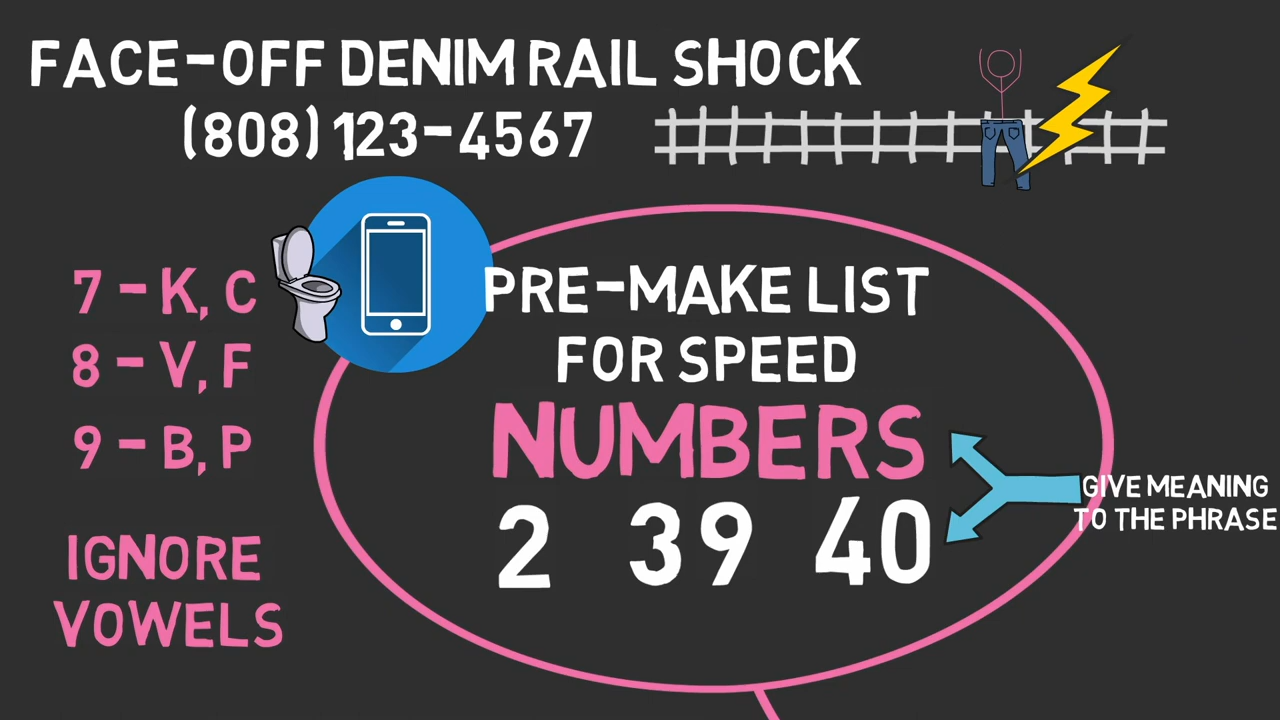 FACE-OFF DENIM RAIL SHOCK
(808) 123-4567
7 - K, C
8 - V, F
9 - B, P
IGNORE
VOWELS
PRE-MAKE LIST
FOR SPEED
NUMBERS
2 39 40
GIVE MEANING
TO THE PHRASE